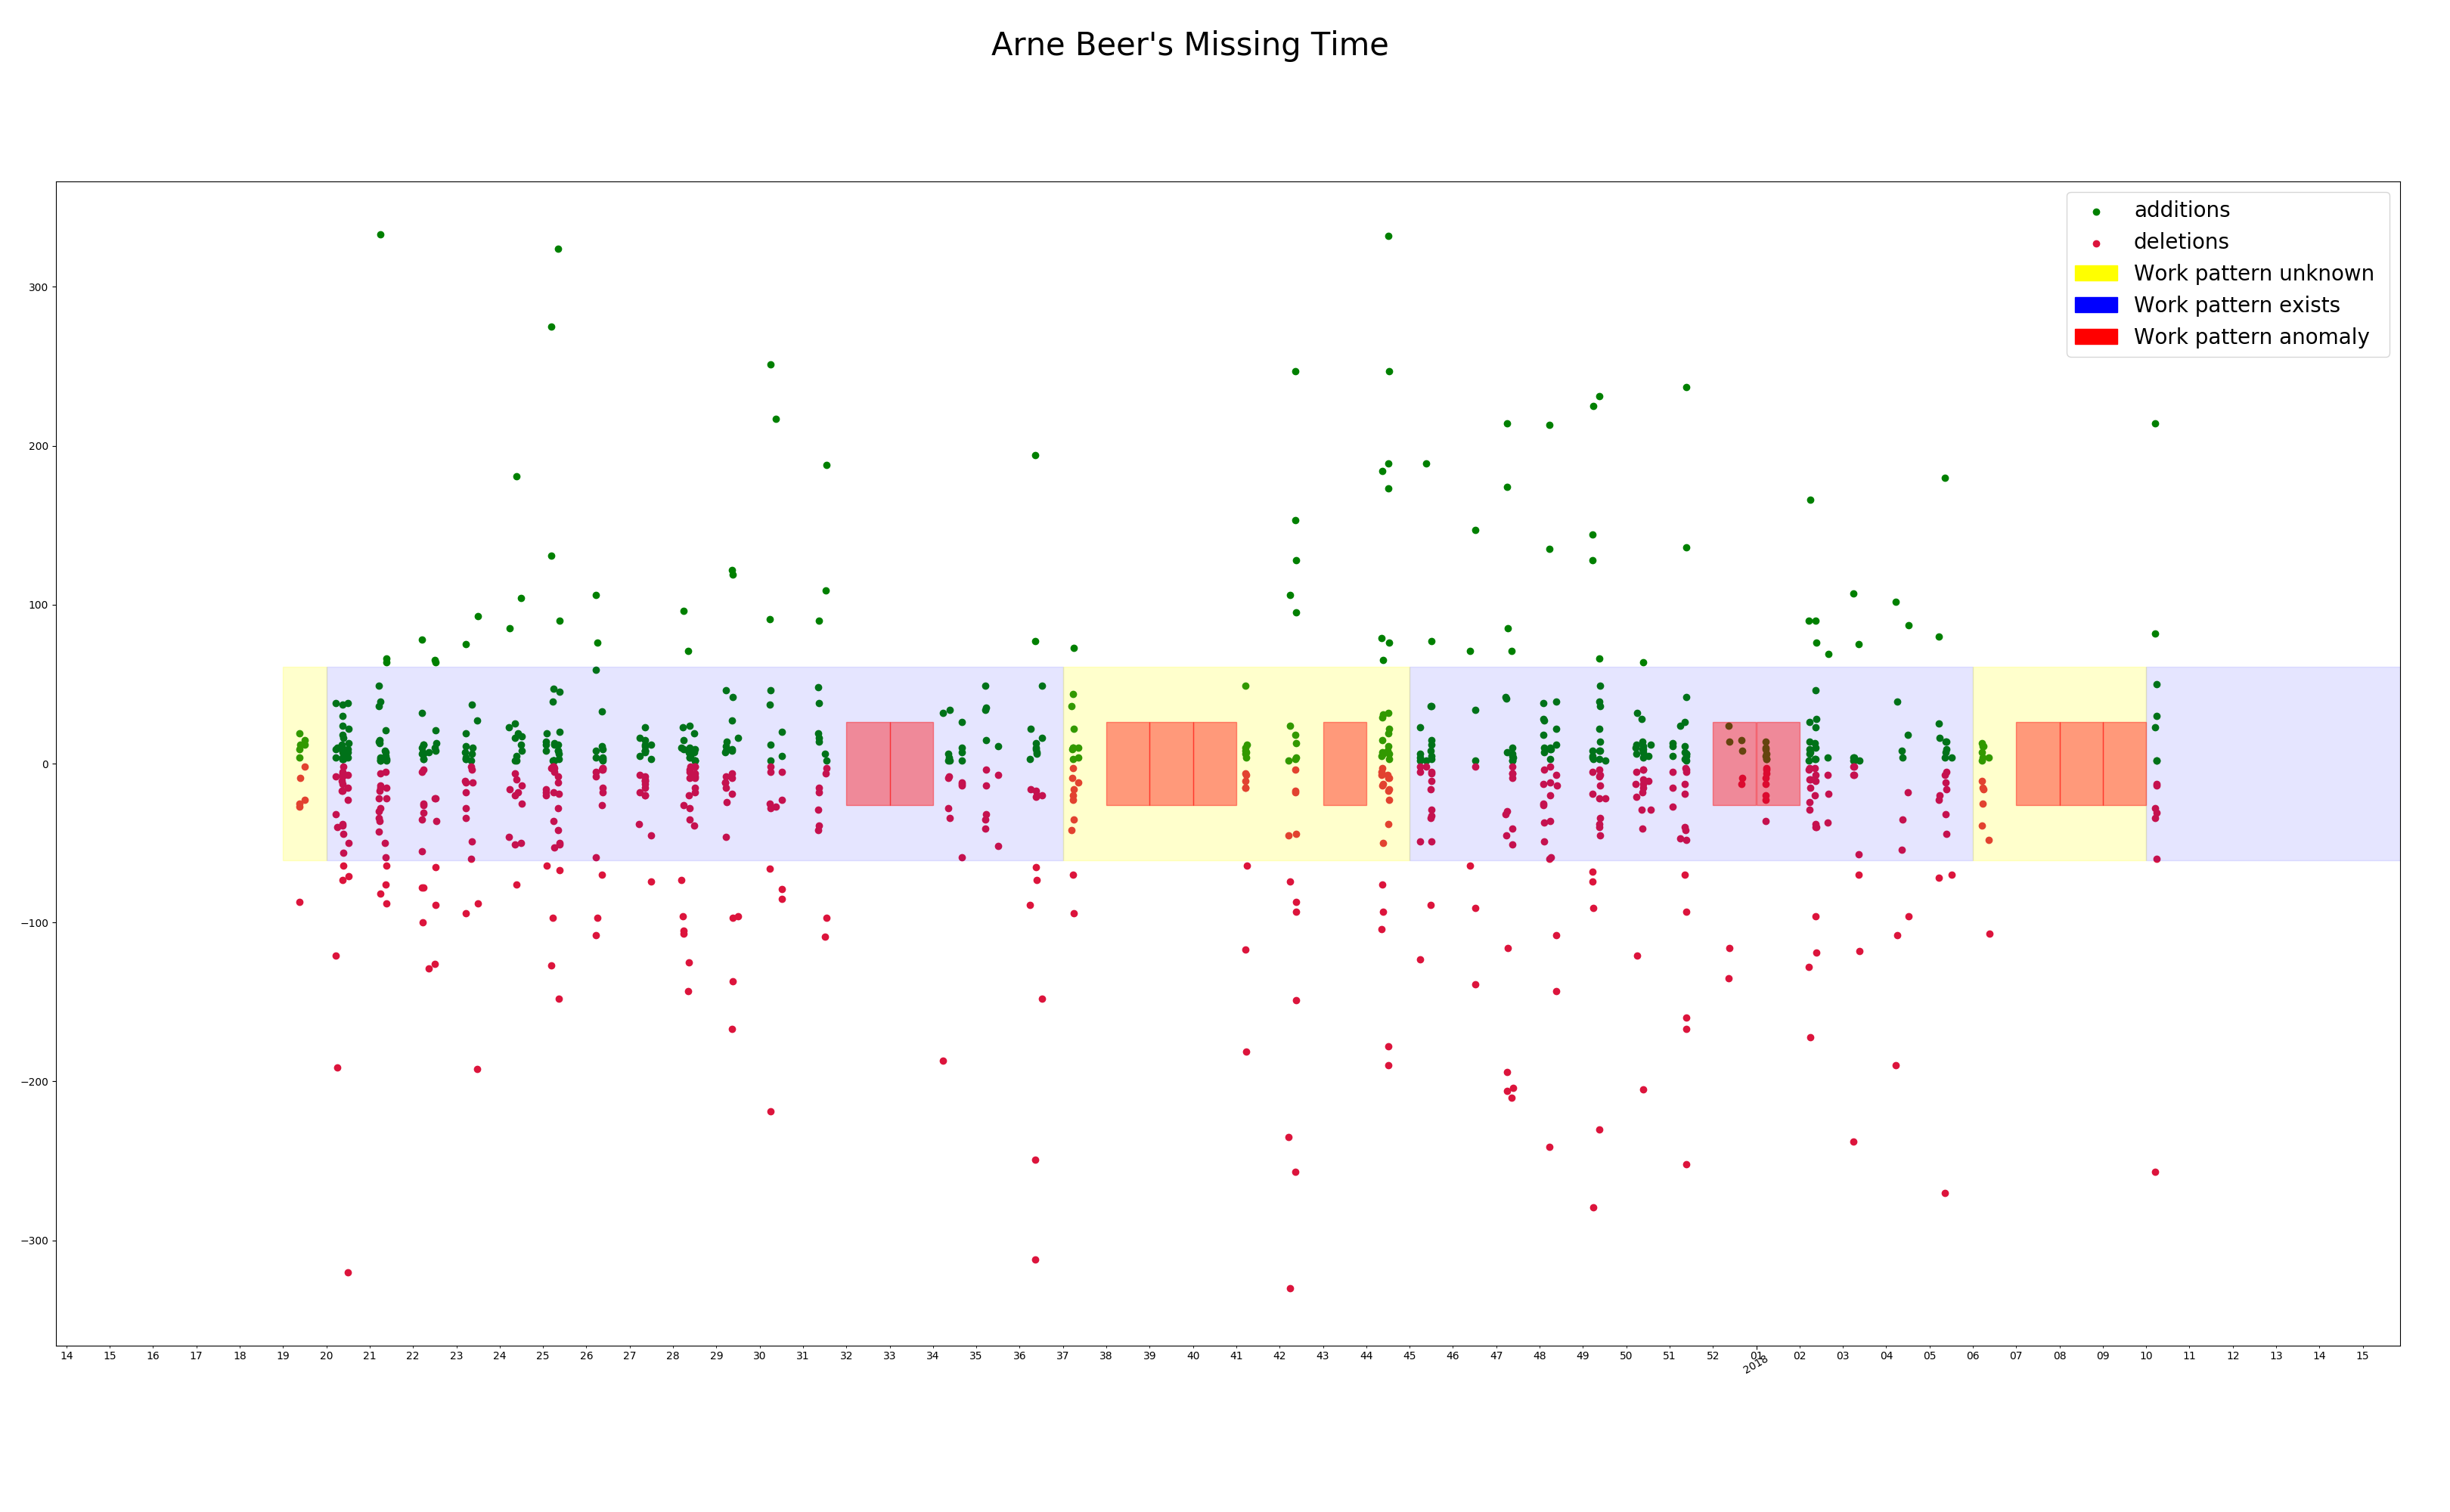 Arne Beer's Missing Time
additions
deletions
Work pattern unknown
Work pattern exists
Work pattern anomaly
300
200
100
0
−100
−200
−300
14 15 16 17 18 19 20 21 22 23 24 25 26 27 28 29 30 31 32 33 34 35 36 37 38 39 40 41 42 43 44 45 46 47 48 49 50 51 52 01 02 03 04 05 06 07 08 09 10 11 12 13 14 15
2018